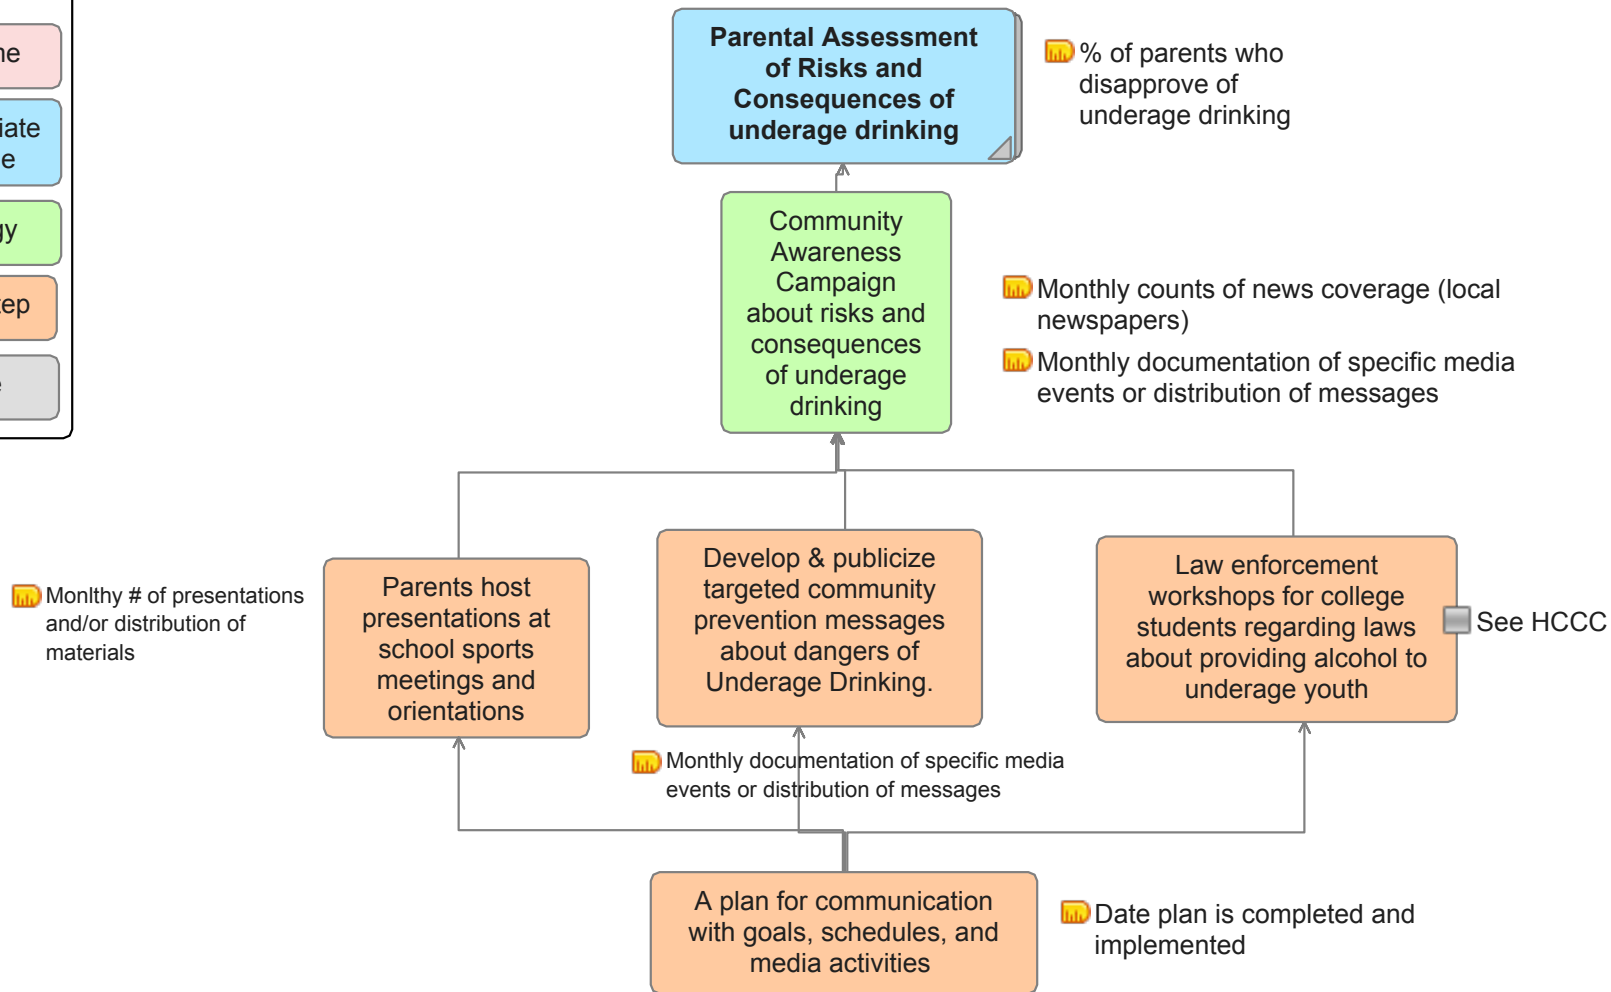 ne
iate
e
gy
tep
e
Parental Assessment
of Risks and
Consequences of
underage drinking
% of parents who
disapprove of
underage drinking
Community
Awareness
Campaign
about risks and
consequences
of underage
drinking
Monthly counts of news coverage (local
newspapers)
Monthly documentation of specific media
events or distribution of messages
Monlthy # of presentations
and/or distribution of
materials
Parents host
presentations at
school sports
meetings and
orientations
Develop & publicize
targeted community
prevention messages
about dangers of
Underage Drinking.
Law enforcement
workshops for college
students regarding laws
about providing alcohol to
underage youth
See HCCC
Monthly documentation of specific media
events or distribution of messages
A plan for communication
with goals, schedules, and
media activities
Date plan is completed and
implemented